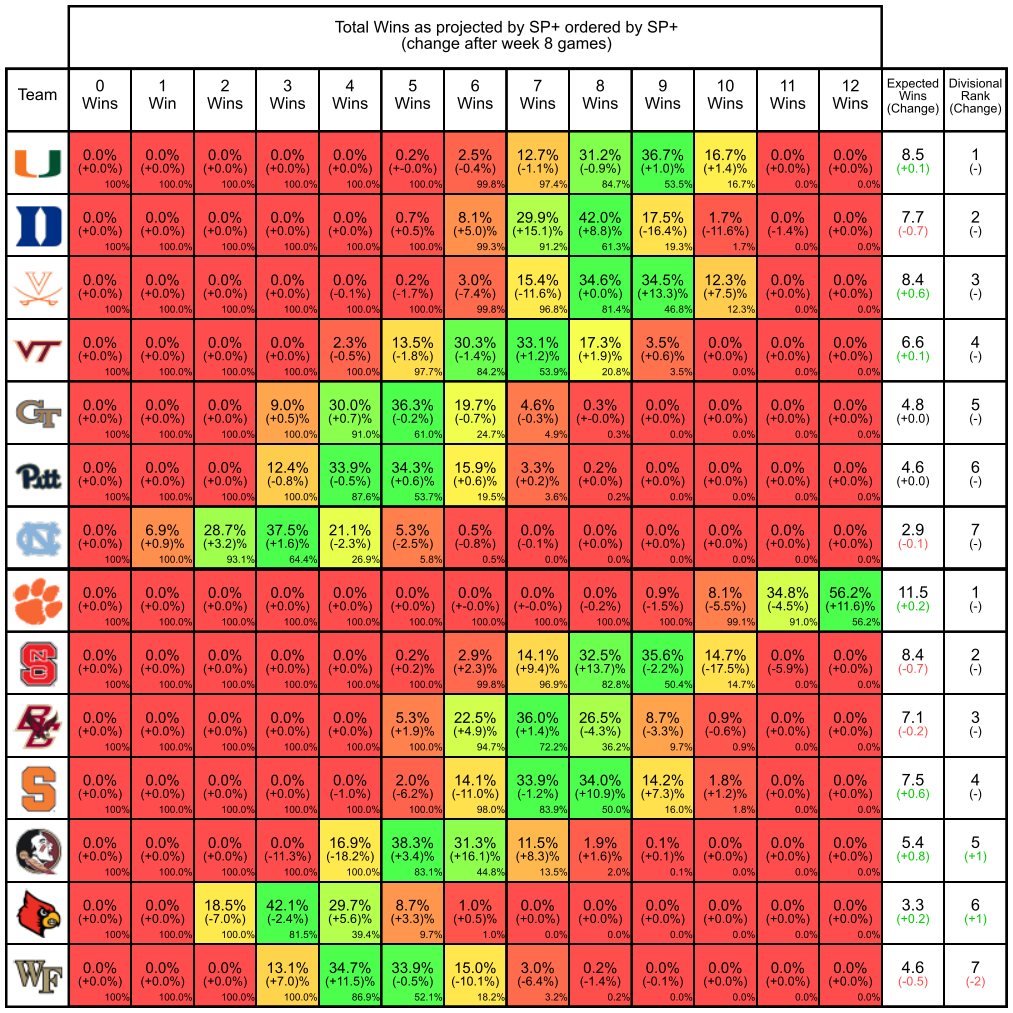 Total Wins as projected by SP+ ordered by SP+
(change after week 8 games)
Team 0 Wins 1 Win 2 Wins 3 Wins 4 Wins 5 Wins 6 Wins 7 Wins 8 Wins 9 Wins 10 Wins 11 Wins 12 Wins Expected Wins (Change) Divisional Rank (Change)
U 0.0% 0.0% 0.0% 0.0% 0.0% 0.2% 2.5% 12.7% 31.2% 36.7% 16.7% 0.0% 0.0% 8.5 1
(+0.0%) (+0.0%) (+0.0%) (+0.0%) (+0.0%) (+-0.0%) (-0.4%) (-1.1%) (-0.9%) (+1.0)% (+1.4)% (+0.0%) (+0.0%) (+0.1) (-)
100% 100.0% 100.0% 100.0% 100.0% 100.0% 99.8% 97.4% 84.7% 53.5% 16.7% 0.0% 0.0%
D 0.0% 0.0% 0.0% 0.0% 0.0% 0.7% 8.1% 29.9% 42.0% 17.5% 1.7% 0.0% 0.0% 7.7 2
(+0.0%) (+0.0%) (+0.0%) (+0.0%) (+0.0%) (+0.5)% (+5.0)% (+15.1)% (+8.8)% (-16.4%) (-11.6%) (-1.4%) (+0.0%) (-0.7) (-)
100% 100.0% 100.0% 100.0% 100.0% 100.0% 99.3% 91.2% 61.3% 19.3% 1.7% 0.0% 0.0%
V 0.0% 0.0% 0.0% 0.0% 0.0% 0.2% 3.0% 15.4% 34.6% 34.5% 12.3% 0.0% 0.0% 8.4 3
(+0.0%) (+0.0%) (+0.0%) (+0.0%) (-0.1%) (-1.7%) (-7.4%) (-11.6%) (+0.0)% (+13.3)% (+7.5)% (+0.0%) (+0.0%) (+0.6) (-)
100% 100.0% 100.0% 100.0% 100.0% 100.0% 99.8% 96.8% 81.4% 46.8% 12.3% 0.0% 0.0%
VT 0.0% 0.0% 0.0% 0.0% 2.3% 13.5% 30.3% 33.1% 17.3% 3.5% 0.0% 0.0% 0.0% 6.6 4
(+0.0%) (+0.0%) (+0.0%) (+0.0%) (-0.5%) (-1.8%) (-1.4%) (+1.2)% (+1.9)% (+0.6)% (+0.0%) (+0.0%) (+0.0%) (+0.1) (-)
100% 100.0% 100.0% 100.0% 100.0% 97.7% 84.2% 53.9% 20.8% 3.5% 0.0% 0.0% 0.0%
GT 0.0% 0.0% 0.0% 9.0% 30.0% 36.3% 19.7% 4.6% 0.3% 0.0% 0.0% 0.0% 0.0% 4.8 5
(+0.0%) (+0.0%) (+0.0%) (+0.5)% (+0.7)% (-0.2%) (-0.7%) (-0.3%) (+-0.0%) (+0.0%) (+0.0%) (+0.0%) (+0.0%) (+0.0) (-)
100% 100.0% 100.0% 100.0% 91.0% 61.0% 24.7% 4.9% 0.3% 0.0% 0.0% 0.0% 0.0%
Pitt 0.0% 0.0% 0.0% 12.4% 33.9% 34.3% 15.9% 3.3% 0.2% 0.0% 0.0% 0.0% 0.0% 4.6 6
(+0.0%) (+0.0%) (+0.0%) (-0.8%) (-0.5%) (+0.6)% (+0.6)% (+0.2)% (+0.0)% (+0.0%) (+0.0%) (+0.0%) (+0.0%) (+0.0) (-)
100% 100.0% 100.0% 100.0% 87.6% 53.7% 19.5% 3.6% 0.2% 0.0% 0.0% 0.0% 0.0%
NC 0.0% 6.9% 28.7% 37.5% 21.1% 5.3% 0.5% 0.0% 0.0% 0.0% 0.0% 0.0% 0.0% 2.9 7
(+0.0%) (+0.9)% (+3.2)% (+1.6)% (-2.3%) (-2.5%) (-0.8%) (-0.1%) (+0.0%) (+0.0%) (+0.0%) (+0.0%) (+0.0%) (-0.1) (-)
100% 100.0% 93.1% 64.4% 26.9% 5.8% 0.5% 0.0% 0.0% 0.0% 0.0% 0.0% 0.0%
0.0% 0.0% 0.0% 0.0% 0.0% 0.0% 0.0% 0.0% 0.0% 0.9% 8.1% 34.8% 56.2% 11.5 1
(+0.0%) (+0.0%) (+0.0%) (+0.0%) (+0.0%) (+0.0%) (+-0.0%) (+-0.0%) (-0.2%) (-1.5%) (-5.5%) (-4.5%) (+11.6)% (+0.2) (-)
100% 100.0% 100.0% 100.0% 100.0% 100.0% 100.0% 100.0% 100.0% 100.0% 99.1% 91.0% 56.2%
NCS 0.0% 0.0% 0.0% 0.0% 0.0% 0.2% 2.9% 14.1% 32.5% 35.6% 14.7% 0.0% 0.0% 8.4 2
(+0.0%) (+0.0%) (+0.0%) (+0.0%) (+0.0%) (+0.2)% (+2.3)% (+9.4)% (+13.7)% (-2.2%) (-17.5%) (-5.9%) (+0.0%) (-0.7) (-)
100% 100.0% 100.0% 100.0% 100.0% 100.0% 99.8% 96.9% 82.8% 50.4% 14.7% 0.0% 0.0%
BC 0.0% 0.0% 0.0% 0.0% 0.0% 5.3% 22.5% 36.0% 26.5% 8.7% 0.9% 0.0% 0.0% 7.1 3
(+0.0%) (+0.0%) (+0.0%) (+0.0%) (+0.0%) (+1.9)% (+4.9)% (+1.4)% (-4.3%) (-3.3%) (-0.6%) (+0.0%) (+0.0%) (-0.2) (-)
100% 100.0% 100.0% 100.0% 100.0% 100.0% 94.7% 72.2% 36.2% 9.7% 0.9% 0.0% 0.0%
S 0.0% 0.0% 0.0% 0.0% 0.0% 2.0% 14.1% 33.9% 34.0% 14.2% 1.8% 0.0% 0.0% 7.5 4
(+0.0%) (+0.0%) (+0.0%) (+0.0%) (-1.0%) (-6.2%) (-11.0%) (-1.2%) (+10.9)% (+7.3)% (+1.2)% (+0.0%) (+0.0%) (+0.6) (-)
100% 100.0% 100.0% 100.0% 100.0% 100.0% 98.0% 83.9% 50.0% 16.0% 1.8% 0.0% 0.0%
0.0% 0.0% 0.0% 0.0% 16.9% 38.3% 31.3% 11.5% 1.9% 0.1% 0.0% 0.0% 0.0% 5.4 5
(+0.0%) (+0.0%) (+0.0%) (-11.3%) (-18.2%) (+3.4)% (+16.1)% (+8.3)% (+1.6)% (+0.1)% (+0.0%) (+0.0%) (+0.0%) (+0.8) (+1)
100% 100.0% 100.0% 100.0% 100.0% 83.1% 44.8% 13.5% 2.0% 0.1% 0.0% 0.0% 0.0%
0.0% 0.0% 18.5% 42.1% 29.7% 8.7% 1.0% 0.0% 0.0% 0.0% 0.0% 0.0% 0.0% 3.3 6
(+0.0%) (+0.0%) (-7.0%) (-2.4%) (+5.6)% (+3.3)% (+0.5)% (+0.0%) (+0.0%) (+0.0%) (+0.0%) (+0.0%) (+0.0%) (+0.2) (+1)
100% 100.0% 100.0% 81.5% 39.4% 9.7% 1.0% 0.0% 0.0% 0.0% 0.0% 0.0% 0.0%
WF 0.0% 0.0% 0.0% 13.1% 34.7% 33.9% 15.0% 3.0% 0.2% 0.0% 0.0% 0.0% 0.0% 4.6 7
(+0.0%) (+0.0%) (+0.0%) (+7.0)% (+11.5)% (-0.5%) (-10.1%) (-6.4%) (-1.4%) (-0.1%) (+0.0%) (+0.0%) (+0.0%) (-0.5) (-2)
100% 100.0% 100.0% 100.0% 86.9% 52.1% 18.2% 3.2% 0.2% 0.0% 0.0% 0.0% 0.0%